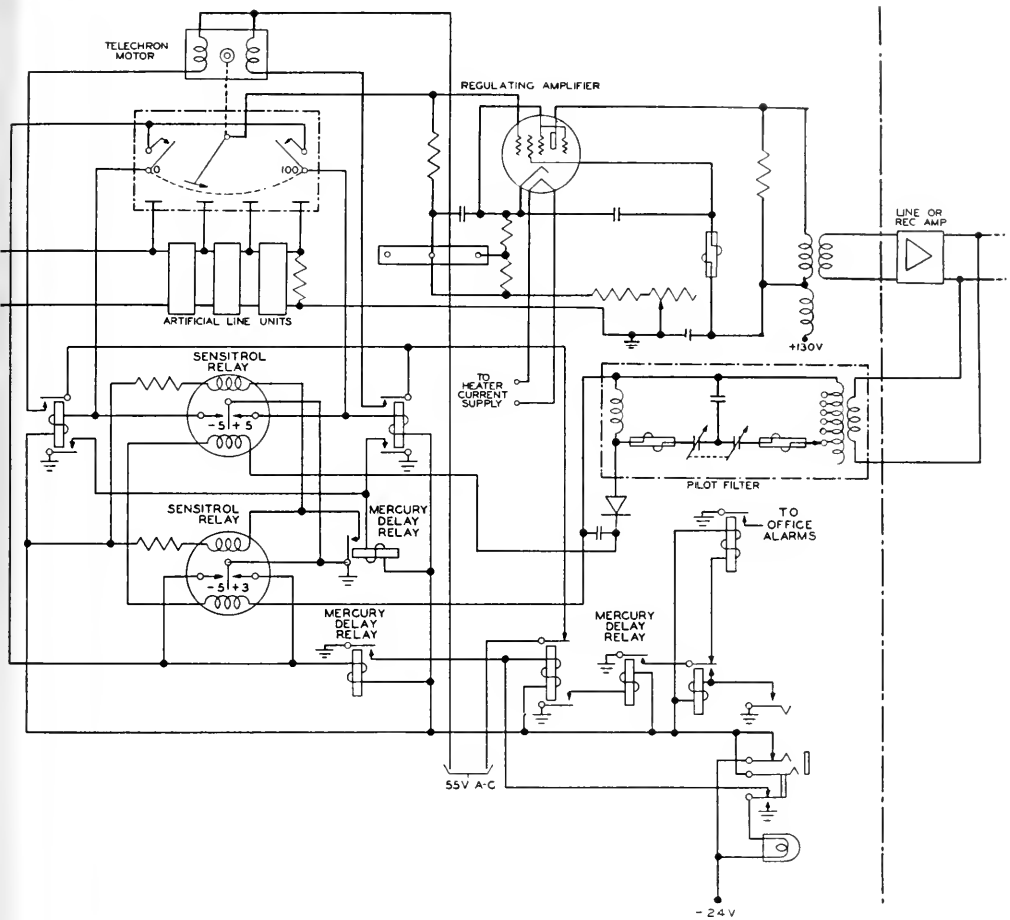 TELECHRON
MOTOR
REGULATING AMPLIFIER
0
100
LINE OR
REC AMP
ARTIFICIAL LINE UNITS
+130V
SENSITROL
RELAY
-5 +5
TO
HEATER
CURRENT
SUPPLY
PILOT FILTER
SENSITROL
RELAY
-5 +3
MERCURY
DELAY
RELAY
TO
OFFICE
ALARMS
MERCURY
DELAY
RELAY
MERCURY
DELAY
RELAY
55V A-C
-24V